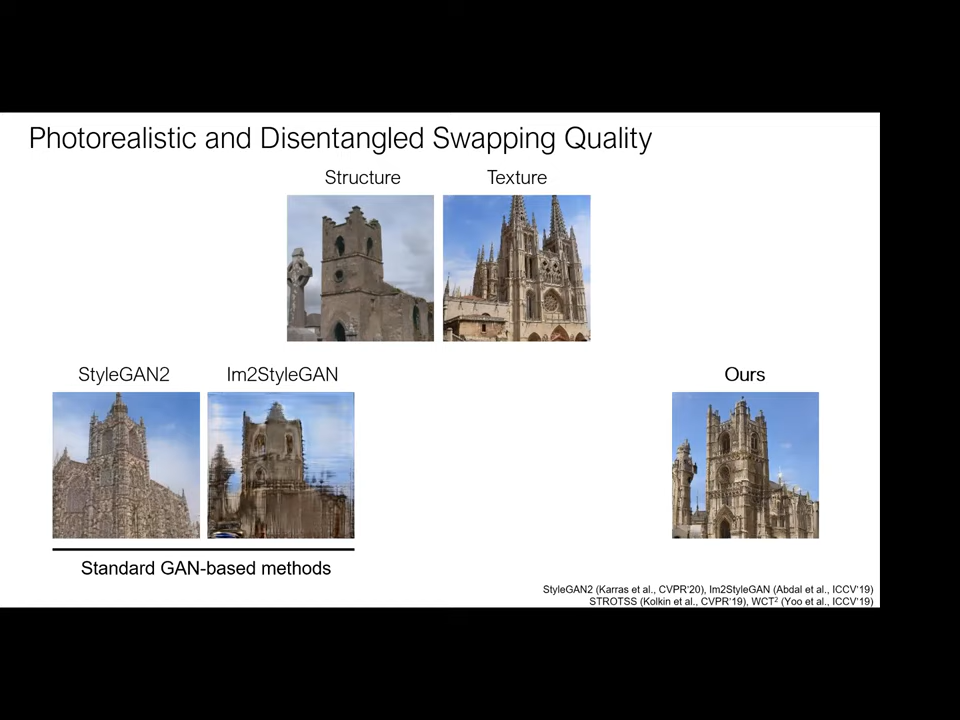 Photorealistic and Disentangled Swapping Quality
Structure
Texture
StyleGAN2
Im2StyleGAN
Ours
Standard GAN-based methods
StyleGAN2 (Karras et al., CVPR'20), Im2StyleGAN (Abdal et al., ICCV'19)
STROTSS (Kolkin et al., CVPR'19), WCT² (Yoo et al., ICCV'19)